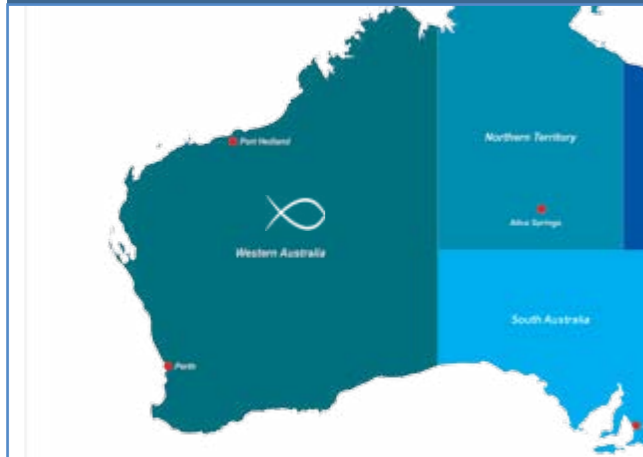 Port Hedland
Northern Territory
Alice Springs
Western Australia
South Australia
Perth